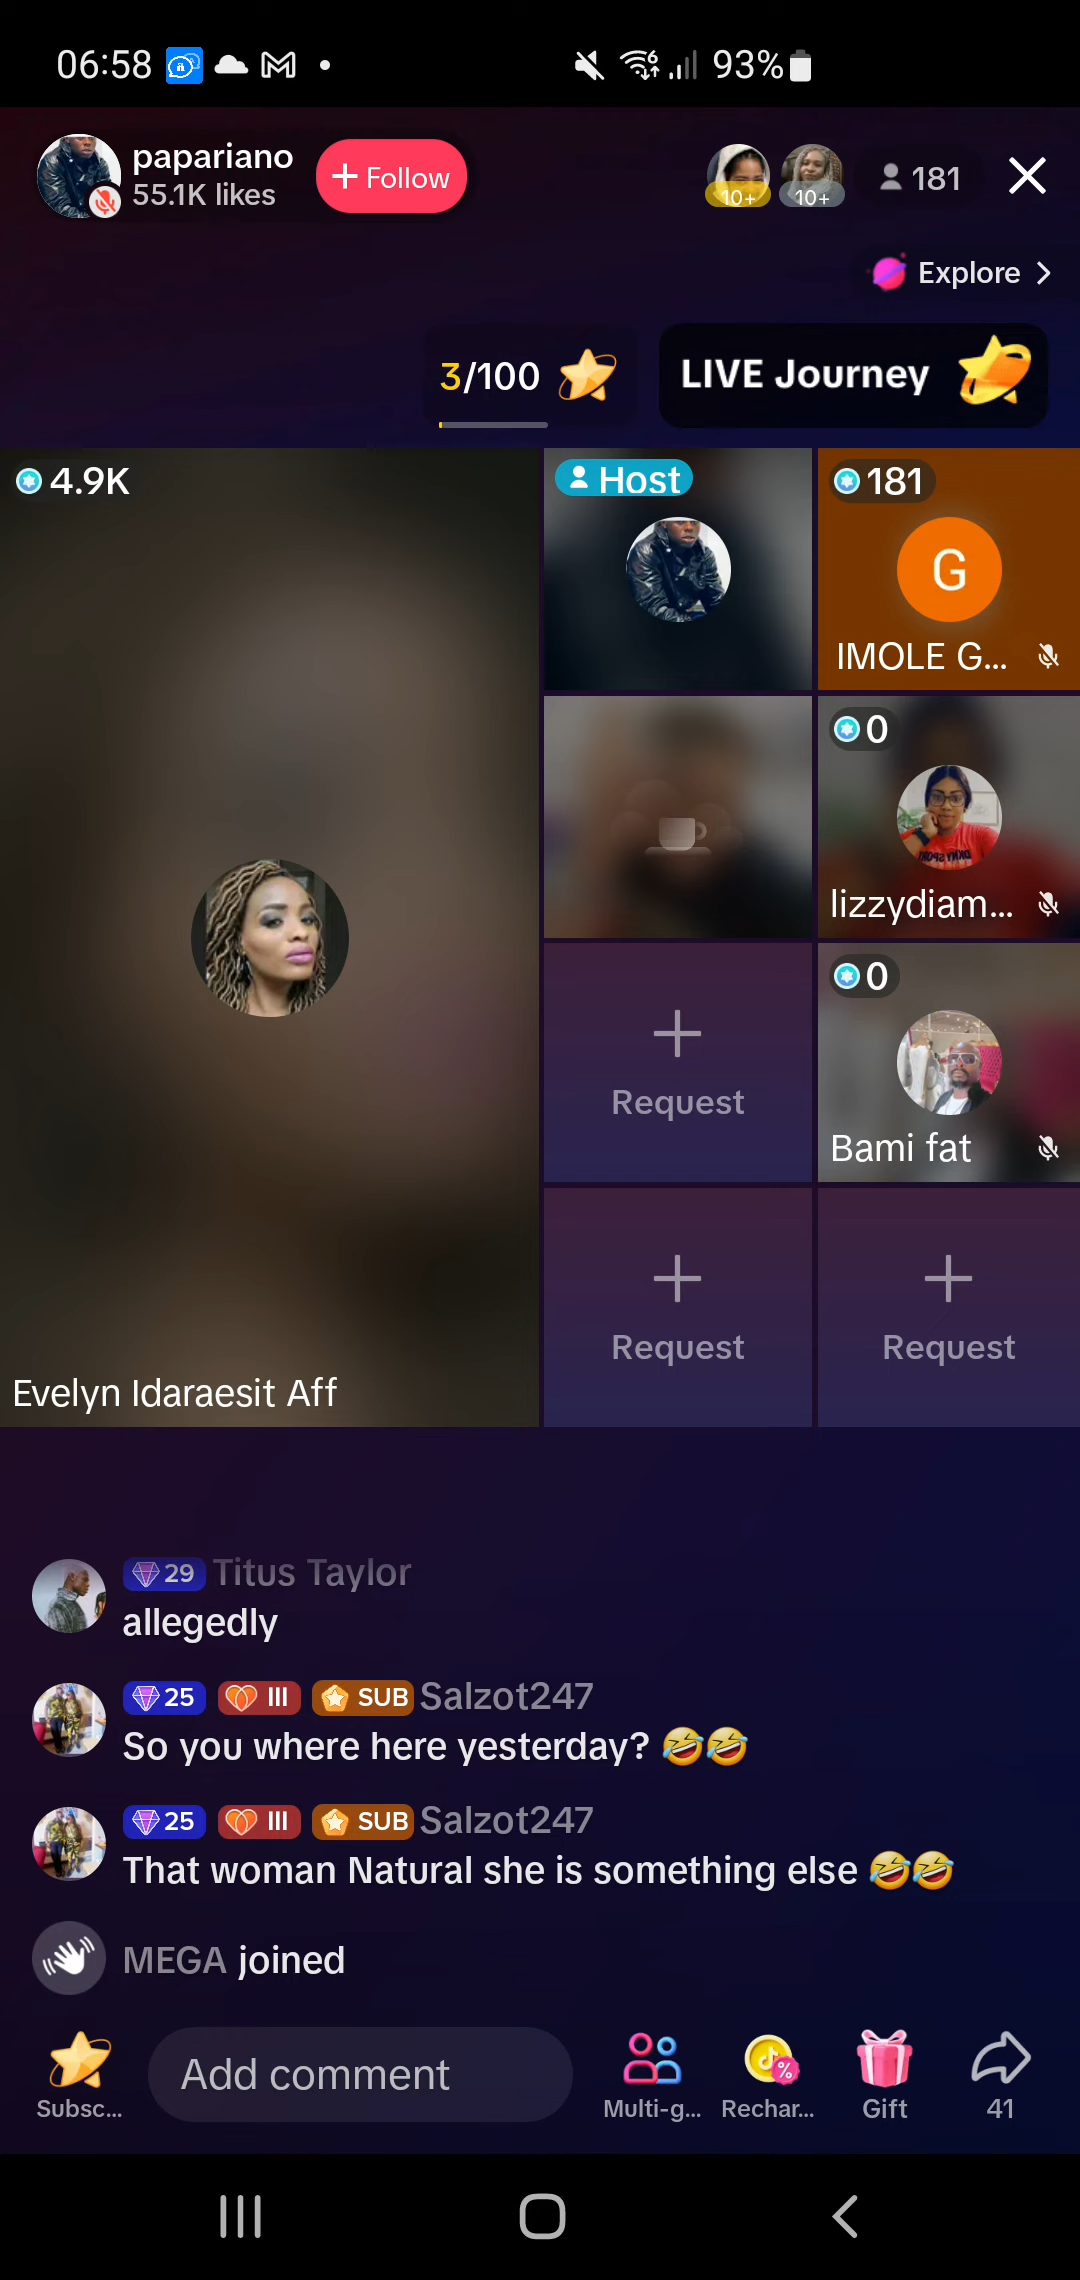 06:58
93%
papariano
55.1K likes
+ Follow
10+
10+
181
Explore
3/100
LIVE Journey
4.9K
Host
181
G
IMOLE G...
0
lizzydiam...
Request
0
Bami fat
Request
Request
Evelyn Idaraesit Aff
29 Titus Taylor
allegedly
25 III SUB Salzot247
So you where here yesterday? 🤣🤣
25 III SUB Salzot247
That woman Natural she is something else 🤣🤣
MEGA joined
Subsc...
Add comment
Multi-g...
Rechar...
Gift
41